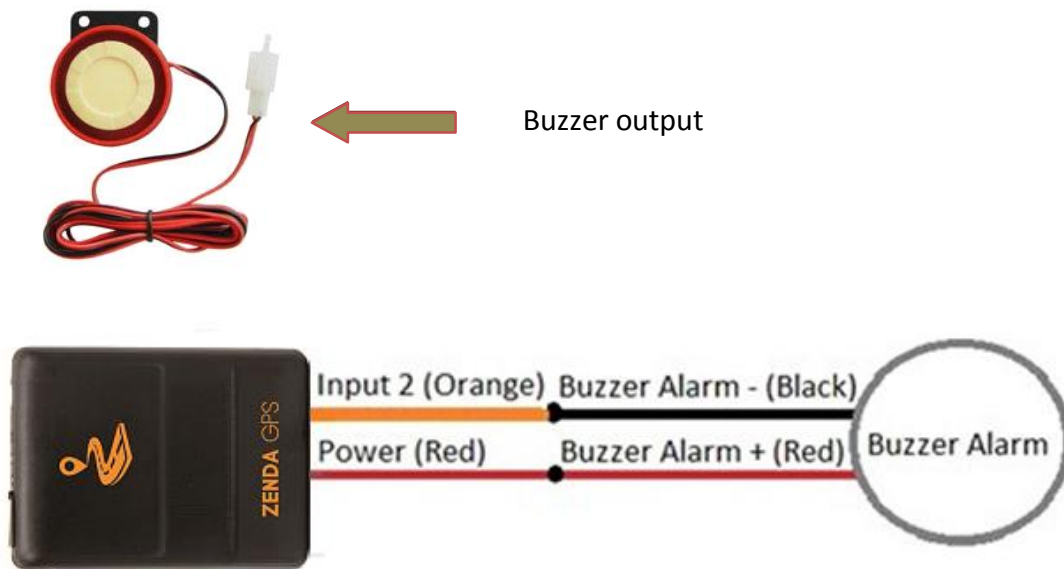 Buzzer output
Input 2 (Orange)
Buzzer Alarm - (Black)
Power (Red)
Buzzer Alarm + (Red)
Buzzer Alarm
ZENDA GPS